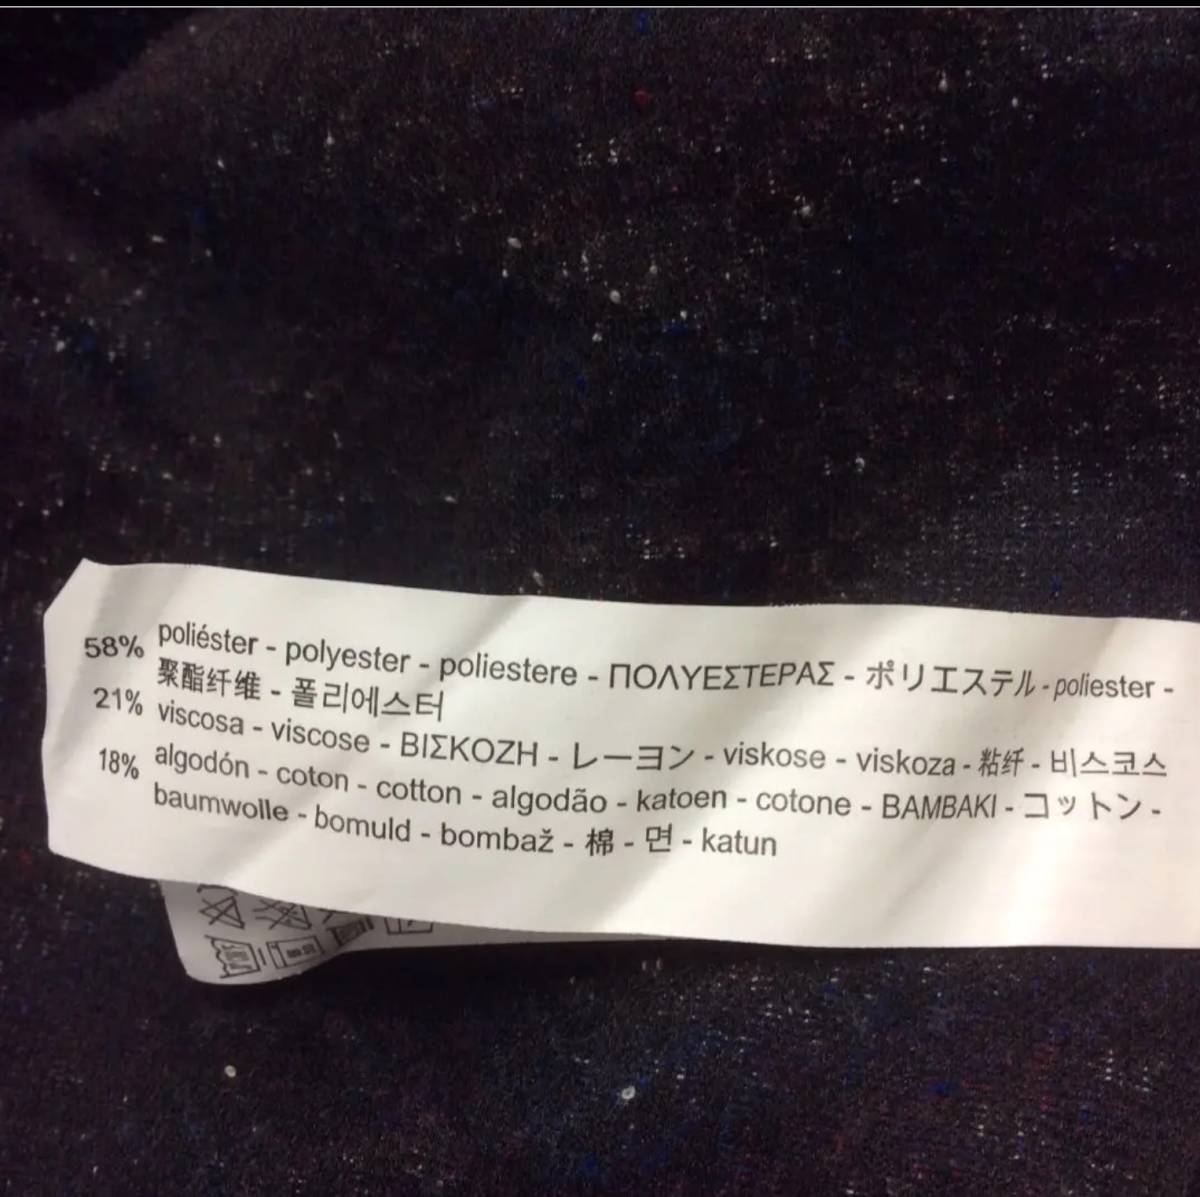 58% poliéster - polyester - poliestere - ΠΟΛΥΕΣΤΕΡΑΣ - ポリエステル - poliester -
聚酯纤维 - 폴리에스터
21% viscosa - viscose - ΒΙΣΚΟΖΗ - レーヨン - viskose - viskoza - 粘纤 - 비스코스
18% algodón - coton - cotton - algodão - katoen - cotone - ΒΑΜΒΑΚΙ - コットン -
baumwolle - bomuld - bombaž - 棉 - 면 - katun